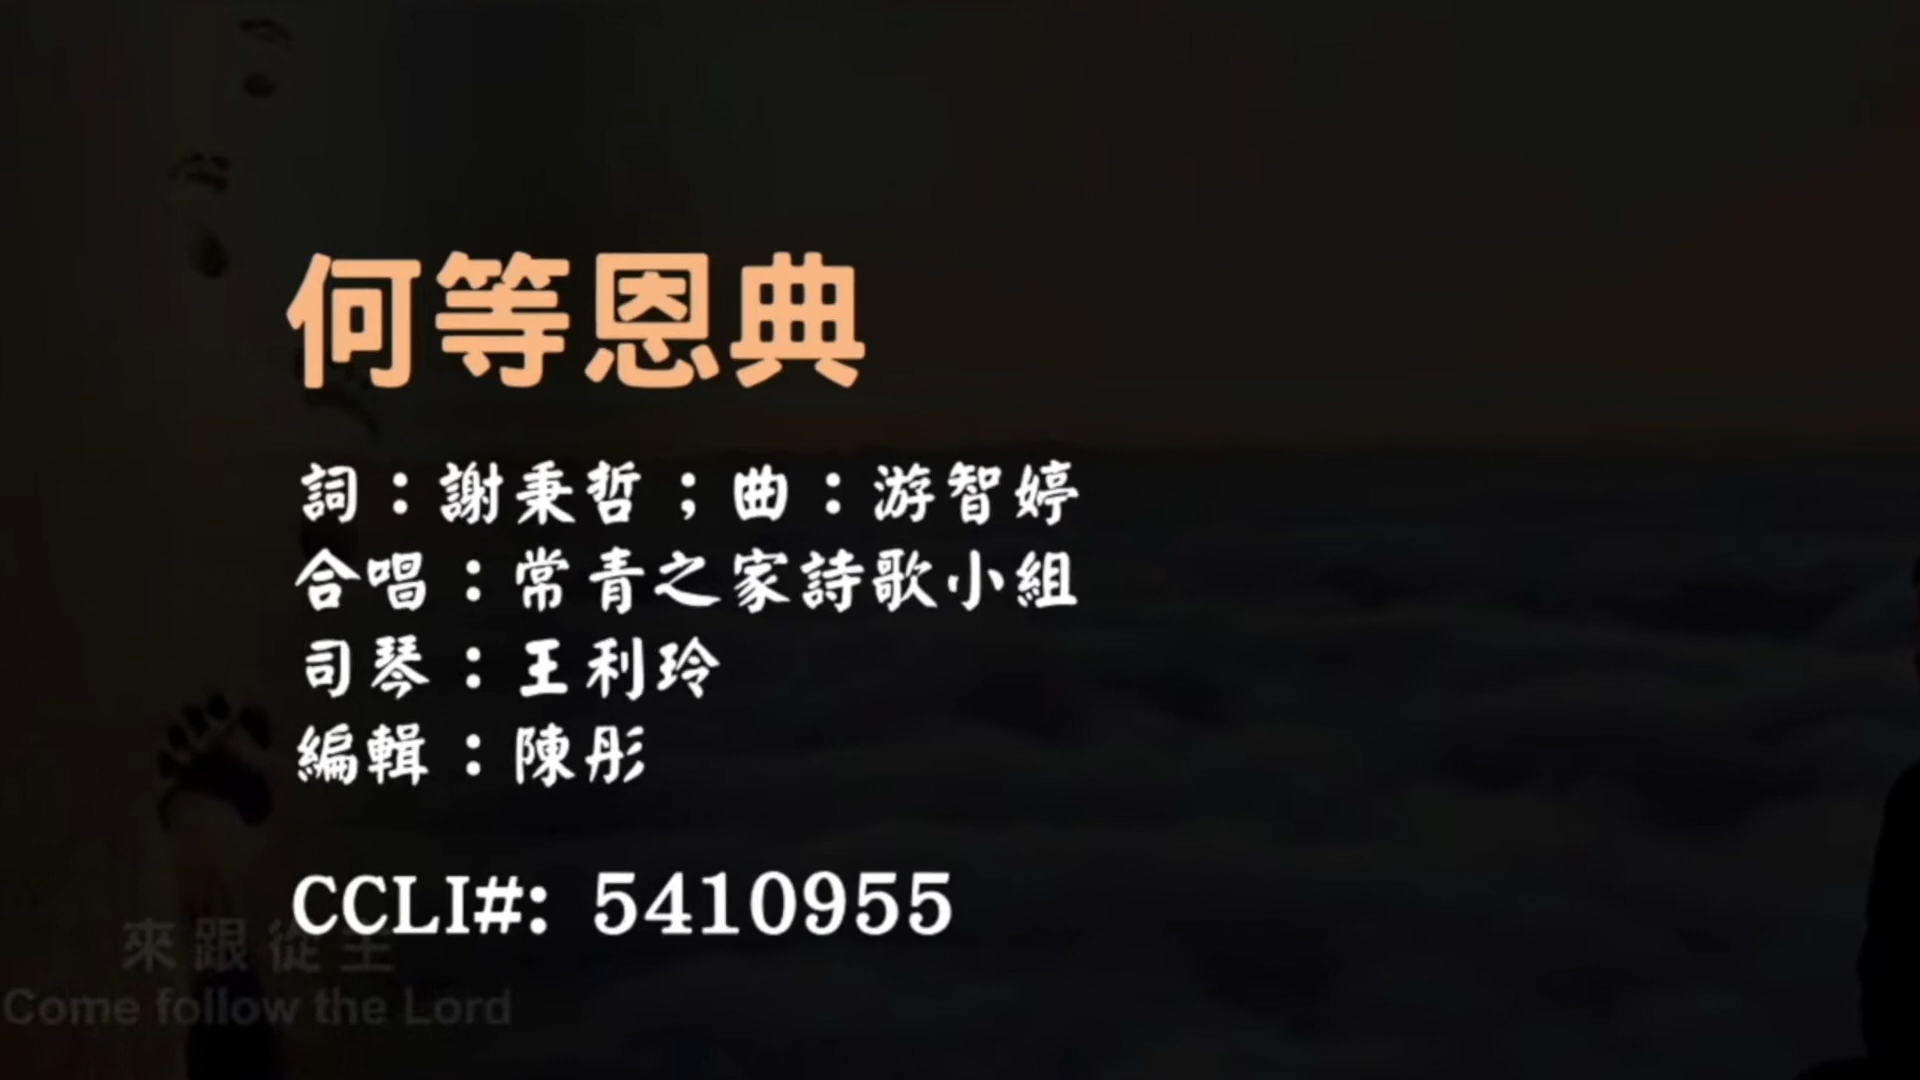 何等恩典
詞：謝秉哲；曲：游智婷
合唱：常青之家詩歌小組
司琴：王利玲
編輯：陳彤
CCLI#: 5410955
來跟從主
Come follow the Lord